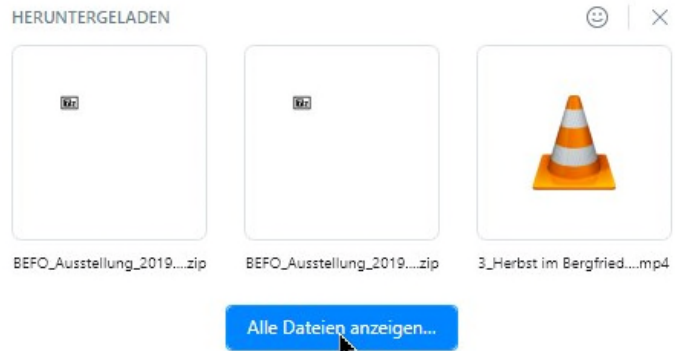 HERUNTERGELADEN
BEFO_Ausstellung_2019....zip
BEFO_Ausstellung_2019....zip
3_Herbst im Bergfried....mp4
Alle Dateien anzeigen...